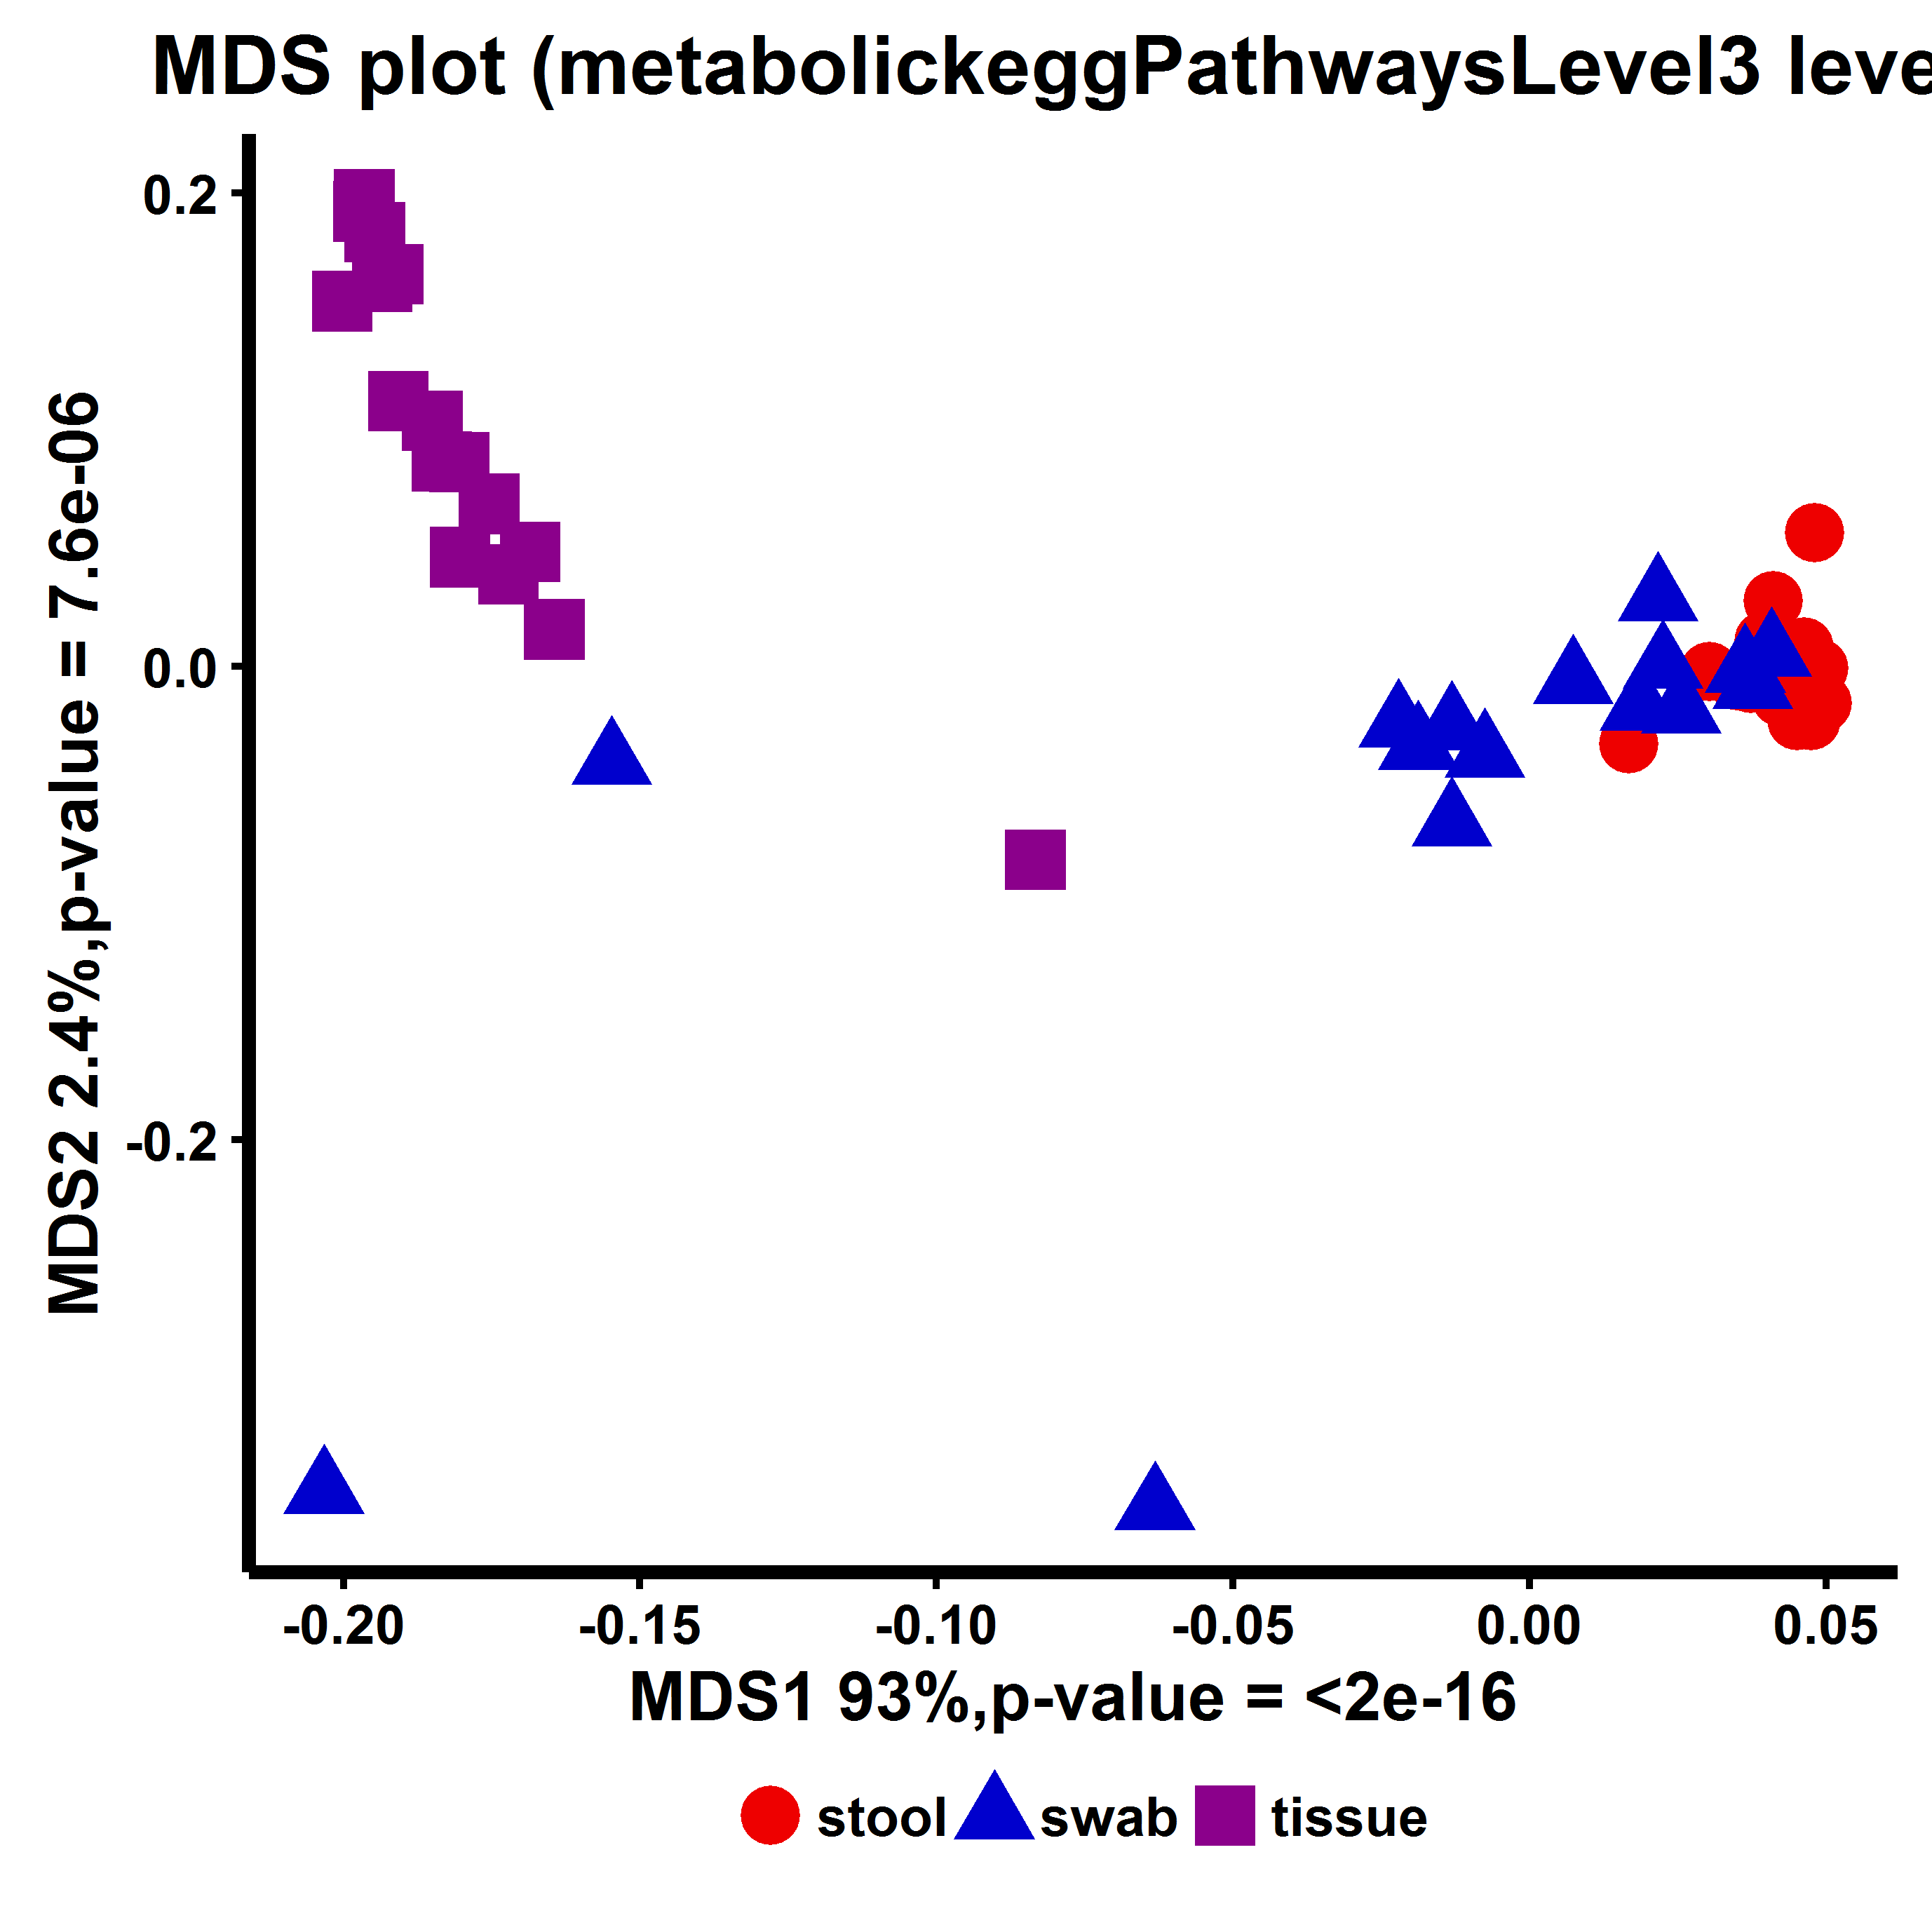 MDS plot (metabolickeggPathwaysLevel3 leve
0.2
0.0
-0.2
MDS2 2.4%,p-value = 7.6e-06
-0.20 -0.15 -0.10 -0.05 0.00 0.05
MDS1 93%,p-value = <2e-16
stool swab tissue